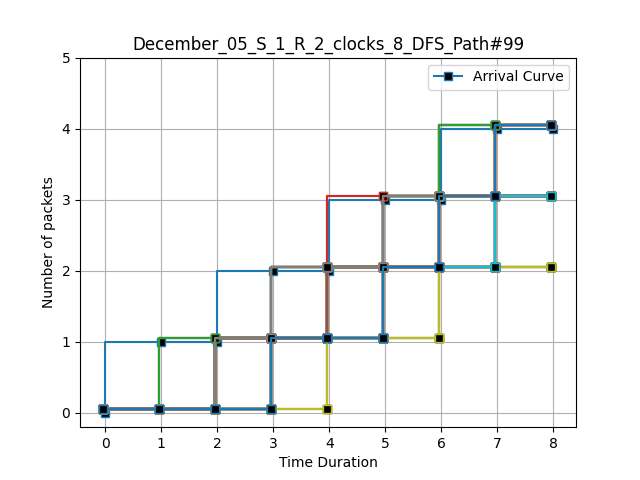 December_05_S_1_R_2_clocks_8_DFS_Path#99
Arrival Curve
Number of packets
5
4
3
2
1
0
0 1 2 3 4 5 6 7 8
Time Duration